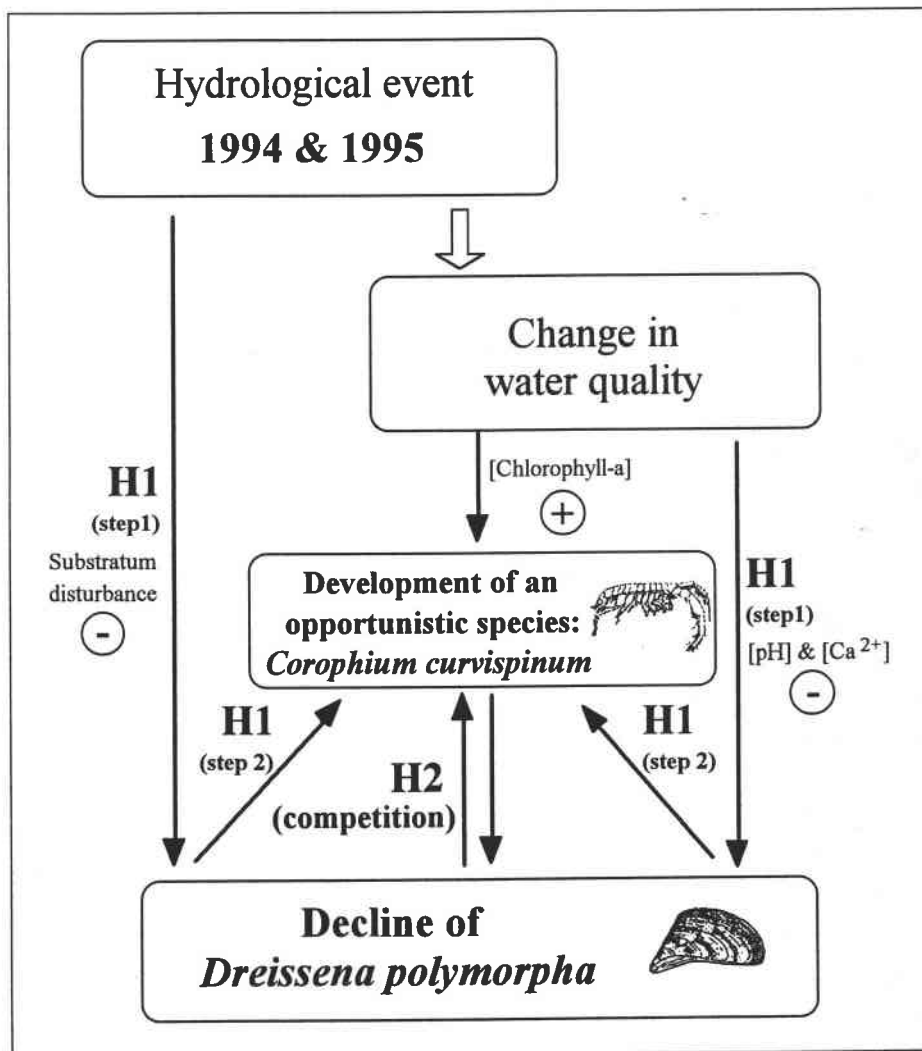 Hydrological event
1994 & 1995
Change in
water quality
H1
(step1)
Substratum
disturbance
-
[Chlorophyll-a]
+
Development of an
opportunistic species:
Corophium curvispinum
H1
(step1)
[pH] & [Ca 2+]
-
H1
(step 2)
H2
(competition)
H1
(step 2)
Decline of
Dreissena polymorpha